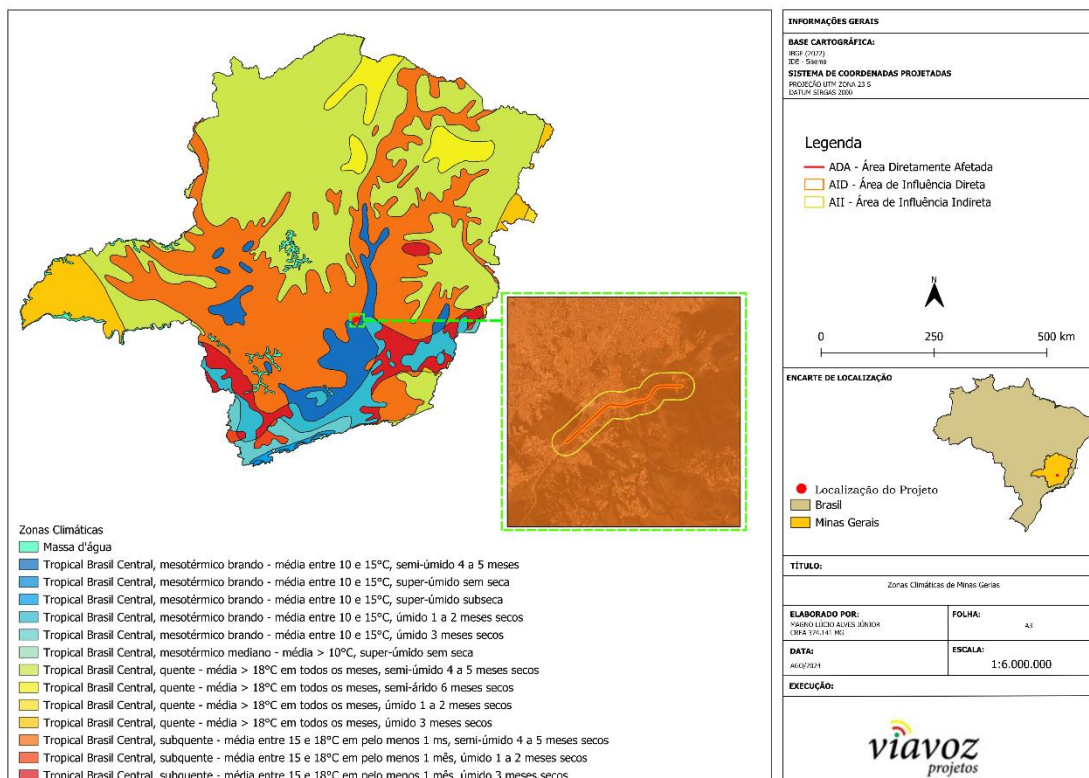 Zonas Climáticas
Massa d'água
Tropical Brasil Central, mesotérmico brando - média entre 10 e 15°C, semi-úmido 4 a 5 meses
Tropical Brasil Central, mesotérmico brando - média entre 10 e 15°C, super-úmido sem seca
Tropical Brasil Central, mesotérmico brando - média entre 10 e 15°C, super-úmido subseca
Tropical Brasil Central, mesotérmico brando - média entre 10 e 15°C, úmido 1 a 2 meses secos
Tropical Brasil Central, mesotérmico brando - média entre 10 e 15°C, úmido 3 meses secos
Tropical Brasil Central, mesotérmico mediano - média > 10°C, super-úmido sem seca
Tropical Brasil Central, quente - média > 18°C em todos os meses, semi-úmido 4 a 5 meses secos
Tropical Brasil Central, quente - média > 18°C em todos os meses, semi-árido 6 meses secos
Tropical Brasil Central, quente - média > 18°C em todos os meses, úmido 1 a 2 meses secos
Tropical Brasil Central, quente - média > 18°C em todos os meses, úmido 3 meses secos
Tropical Brasil Central, subquente - média entre 15 e 18°C em pelo menos 1 ms, semi-úmido 4 a 5 meses secos
Tropical Brasil Central, subquente - média entre 15 e 18°C em pelo menos 1 mês, úmido 1 a 2 meses secos
Tropical Brasil Central, subquente - média entre 15 e 18°C em pelo menos 1 mês, úmido 3 meses secos
INFORMAÇÕES GERAIS
BASE CARTOGRÁFICA:
IBGE (2022)
IDE - Sisema
SISTEMA DE COORDENADAS PROJETADAS
PROJEÇÃO UTM ZONA 23 S
DATUM SIRGAS 2000
Legenda
ADA - Área Diretamente Afetada
AID - Área de Influência Direta
AII - Área de Influência Indireta
N
0 250 500 km
ENCARTE DE LOCALIZAÇÃO
Localização do Projeto
Brasil
Minas Gerais
TÍTULO:
Zonas Climáticas de Minas Gerias
ELABORADO POR:
MAGNO LÚCIO ALVES JÚNIOR
CREA 374.141 MG
FOLHA:
A3
DATA:
AGO/2024
ESCALA:
1:6.000.000
EXECUÇÃO:
viavoz
projetos